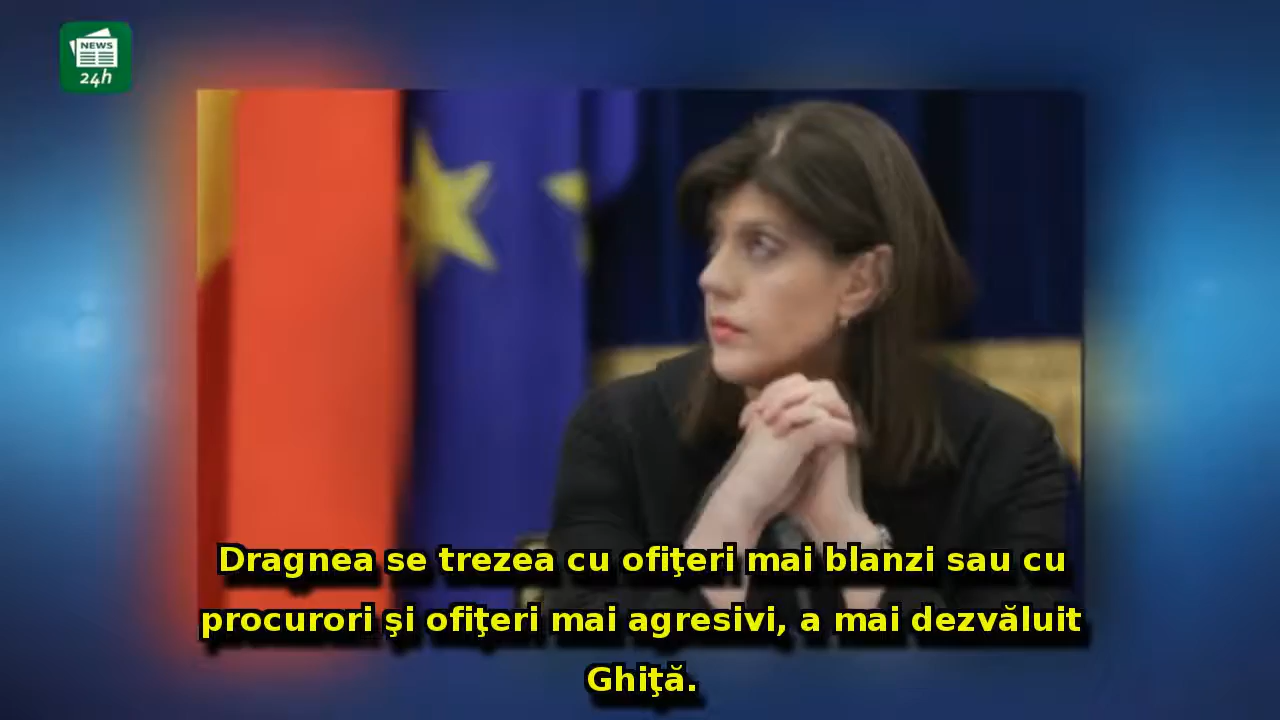 NEWS
24h
Dragnea se trezea cu ofiţeri mai blanzi sau cu
procurori şi ofiţeri mai agresivi, a mai dezvăluit
Ghiţă.